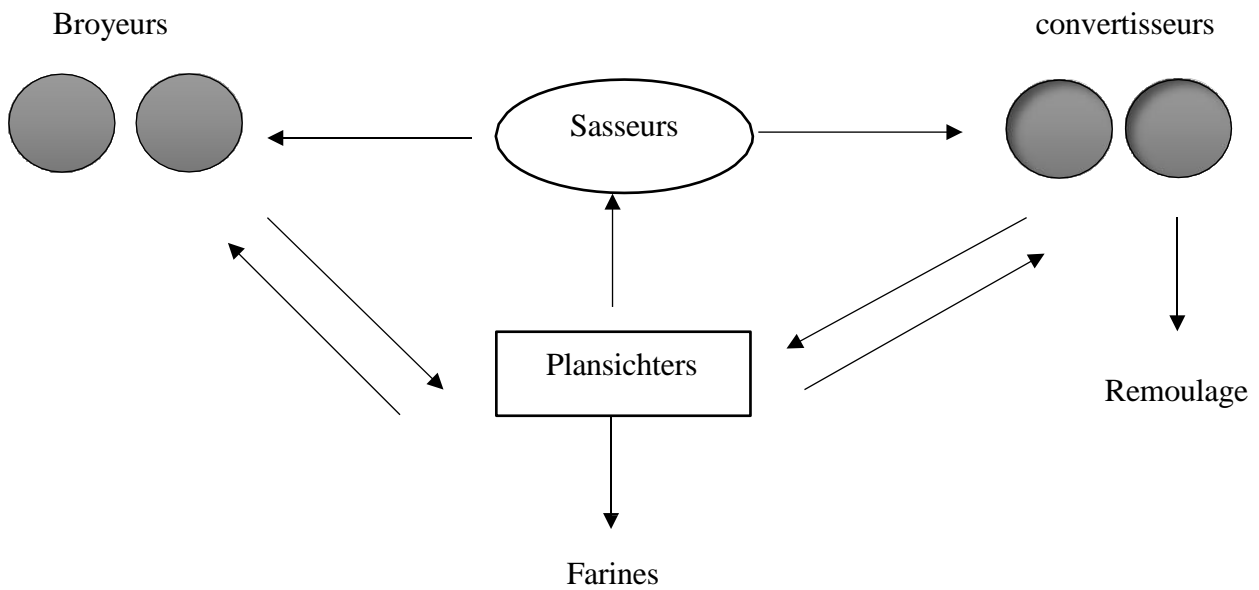 Broyeurs
convertisseurs
Sasseurs
Plansichters
Remoulage
Farines